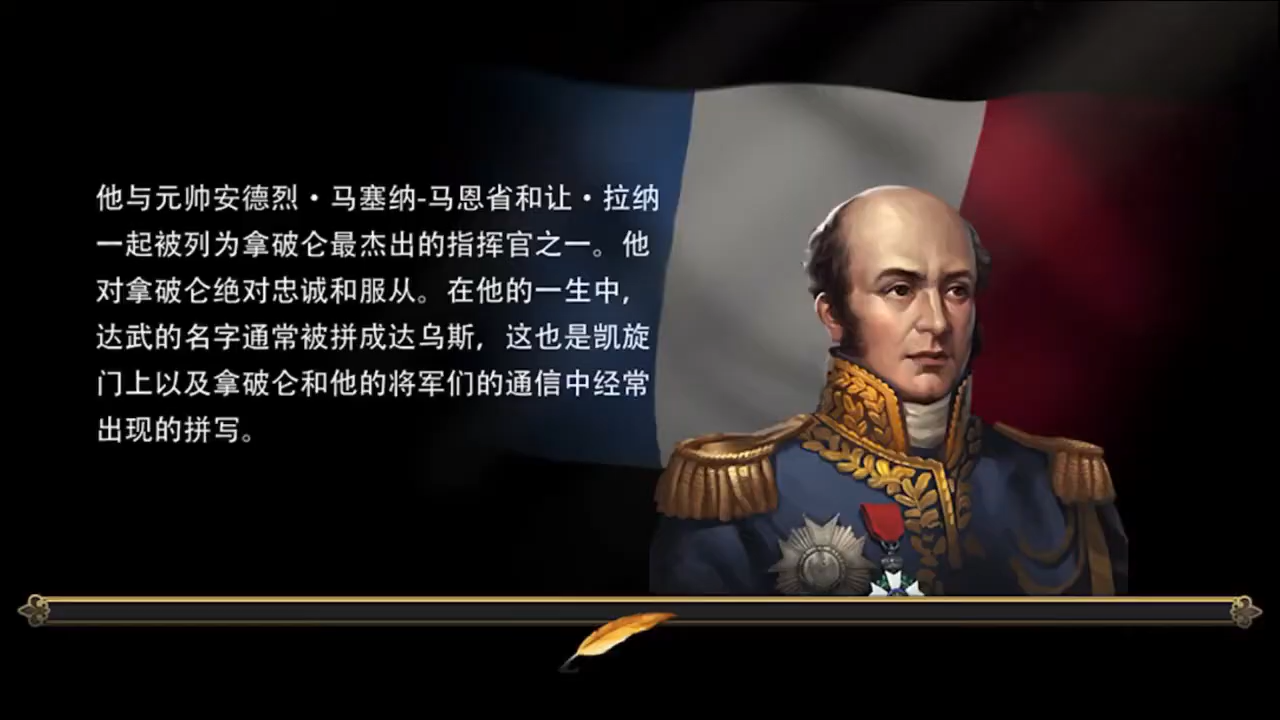 他与元帅安德烈·马塞纳-马恩省和让·拉纳
一起被列为拿破仑最杰出的指挥官之一。他
对拿破仑绝对忠诚和服从。在他的一生中，
达武的名字通常被拼成达乌斯，这也是凯旋
门上以及拿破仑和他的将军们的通信中经常
出现的拼写。